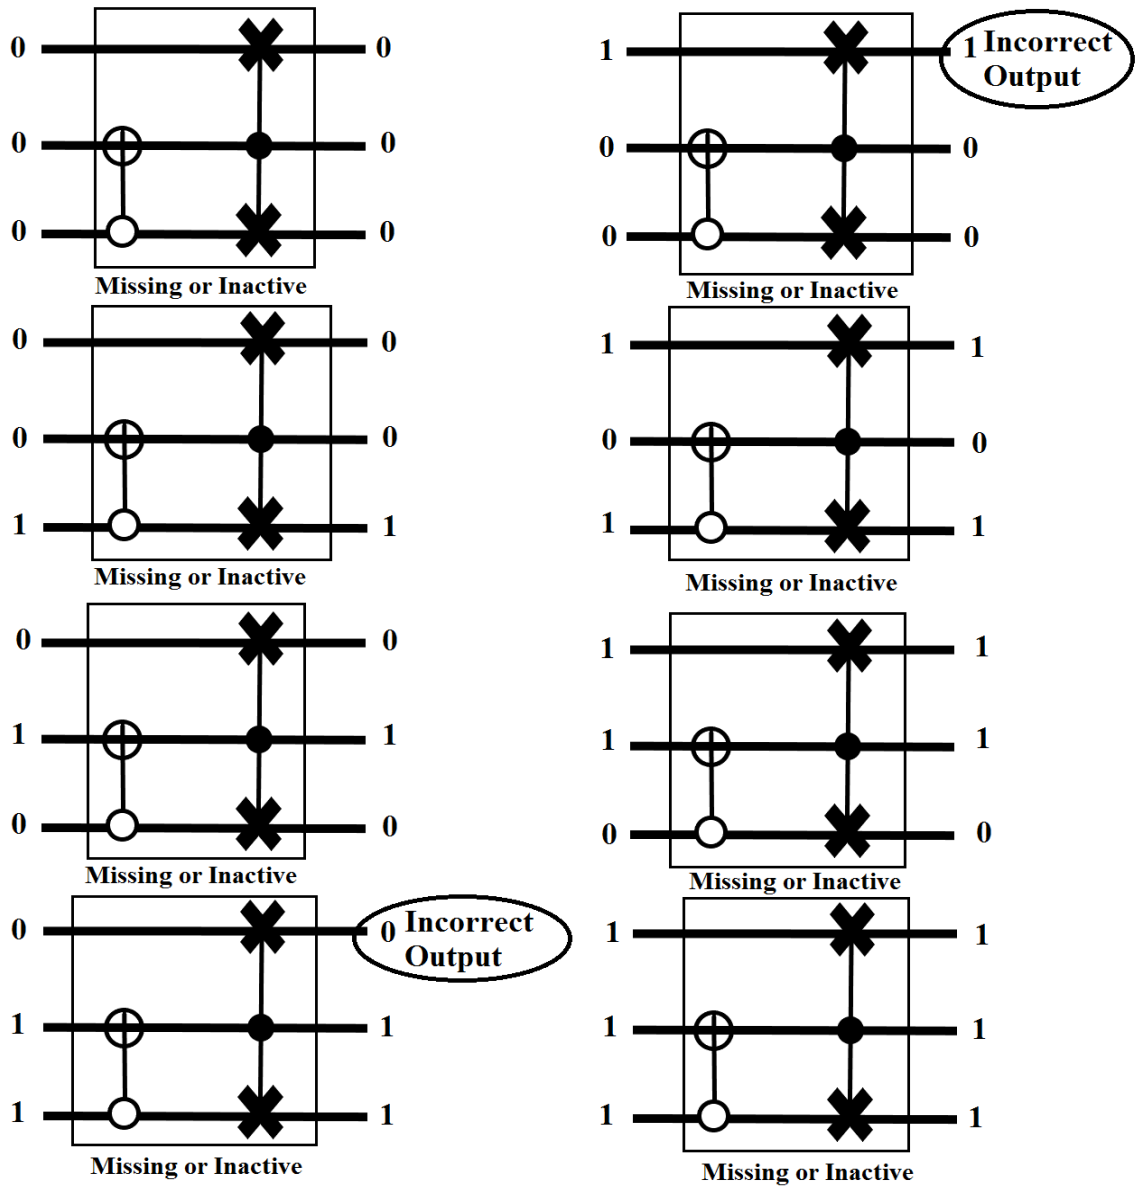 0 0
0 0
0 0
Missing or Inactive
1 1 Incorrect
Output
0 0
0 0
Missing or Inactive
0 0
0 0
1 1
Missing or Inactive
1 1
0 0
1 1
Missing or Inactive
0 0
1 1
0 0
Missing or Inactive
1 1
1 1
0 0
Missing or Inactive
0 0 Incorrect
Output
1 1
1 1
Missing or Inactive
1 1
1 1
1 1
Missing or Inactive